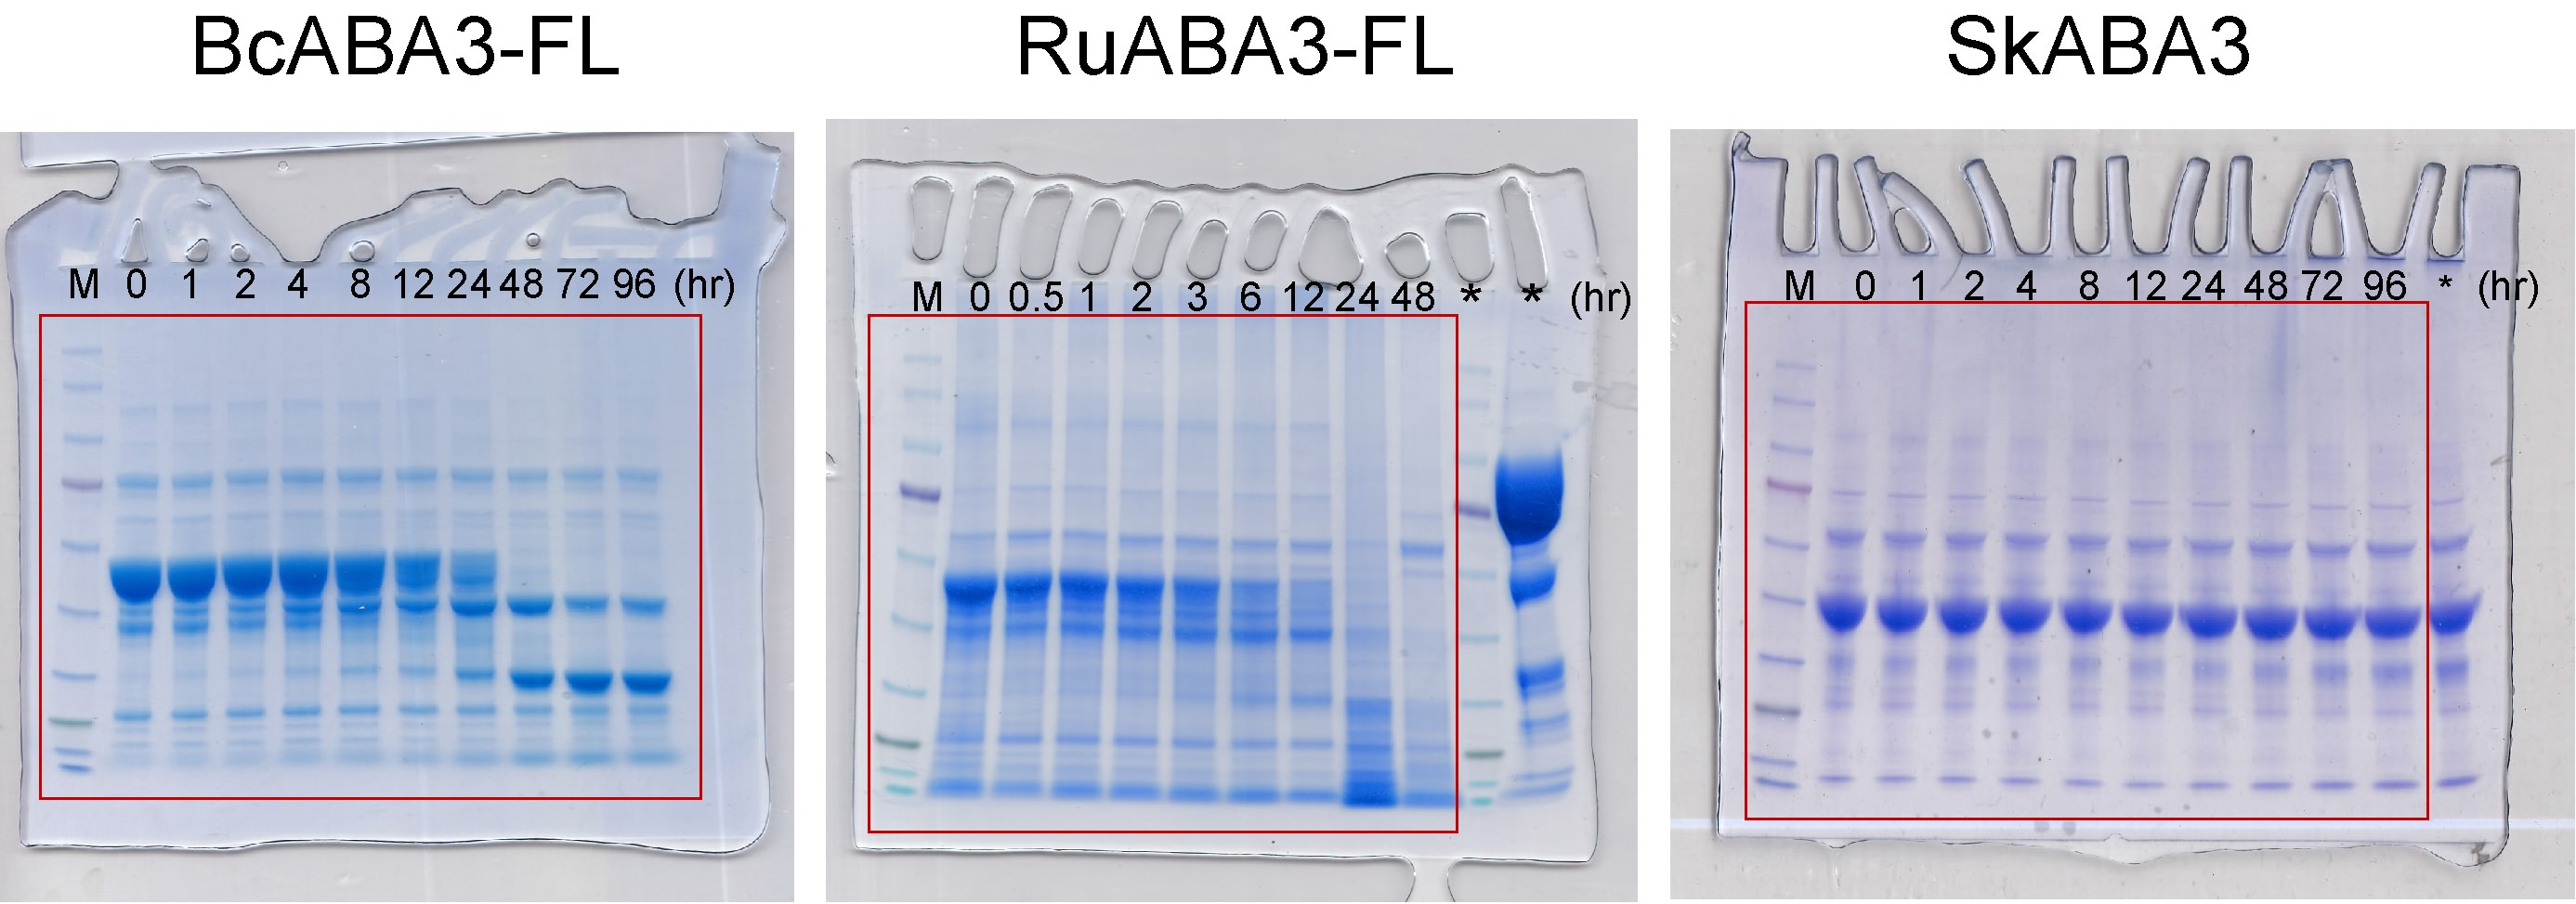 BcABA3-FL
M 0 1 2 4 8 12 24 48 72 96 (hr)
RuABA3-FL
M 0 0.5 1 2 3 6 12 24 48 * * (hr)
SkABA3
M 0 1 2 4 8 12 24 48 72 96 * (hr)